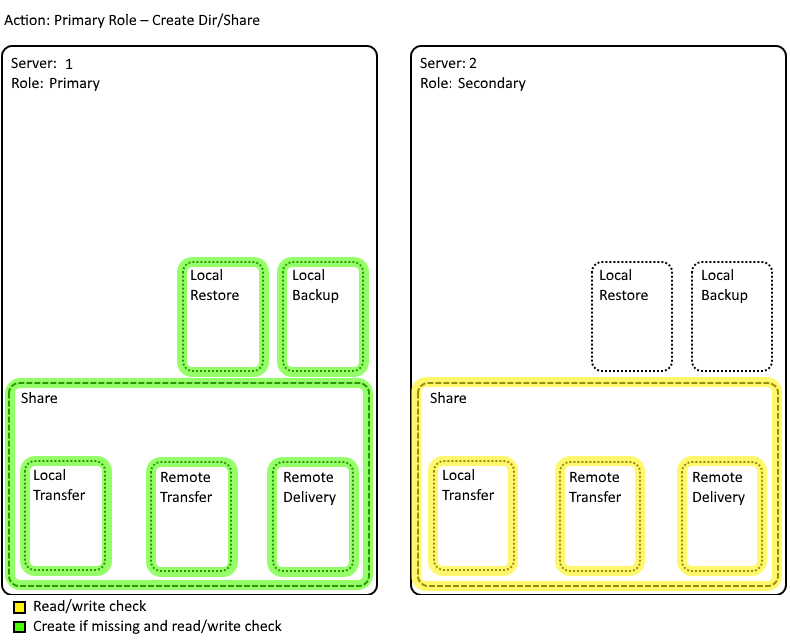 Action: Primary Role – Create Dir/Share
Server: 1
Role: Primary
Local
Restore
Local
Backup
Share
Local
Transfer
Remote
Transfer
Remote
Delivery
Server: 2
Role: Secondary
Local
Restore
Local
Backup
Share
Local
Transfer
Remote
Transfer
Remote
Delivery
Read/write check
Create if missing and read/write check